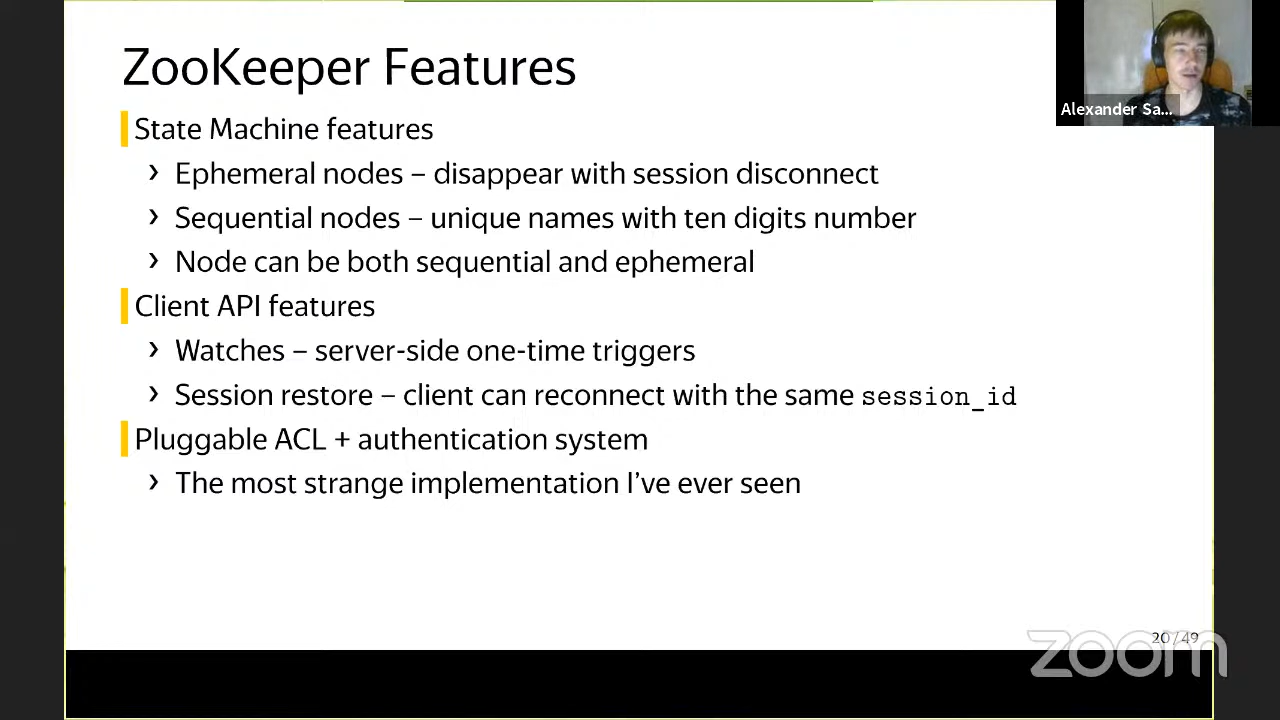 ZooKeeper Features
State Machine features
› Ephemeral nodes – disappear with session disconnect
› Sequential nodes – unique names with ten digits number
› Node can be both sequential and ephemeral
Client API features
› Watches – server-side one-time triggers
› Session restore – client can reconnect with the same session_id
Pluggable ACL + authentication system
› The most strange implementation I've ever seen
Alexander Sa...
20 / 49
zoom